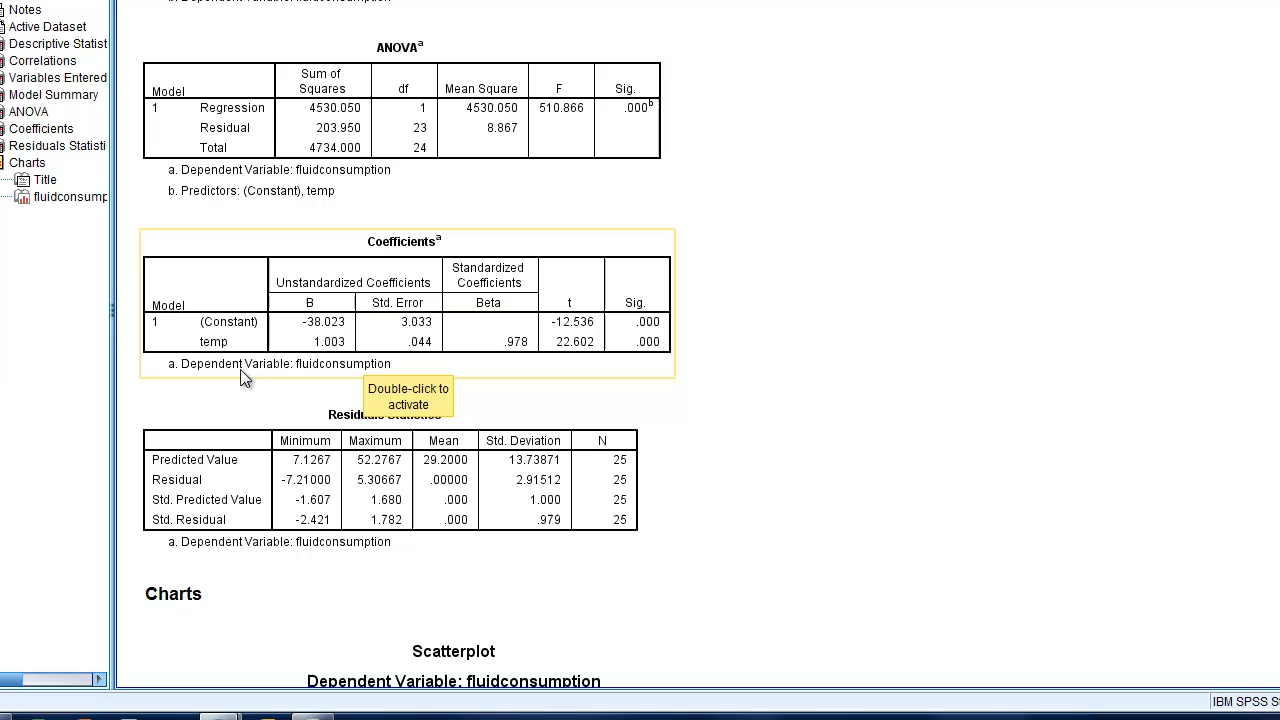 Notes
Active Dataset
Descriptive Statist
Correlations
Variables Entered
Model Summary
ANOVA
Coefficients
Residuals Statisti
Charts
Title
fluidconsump
ANOVAa
Model Sum of Squares df Mean Square F Sig.
1 Regression 4530.050 1 4530.050 510.866 .000b
Residual 203.950 23 8.867
Total 4734.000 24
a. Dependent Variable: fluidconsumption
b. Predictors: (Constant), temp
Coefficientsa
Unstandardized Coefficients Standardized Coefficients
Model B Std. Error Beta t Sig.
1 (Constant) -38.023 3.033 -12.536 .000
temp 1.003 .044 .978 22.602 .000
a. Dependent Variable: fluidconsumption
Double-click to
activate
Minimum Maximum Mean Std. Deviation N
Predicted Value 7.1267 52.2767 29.2000 13.73871 25
Residual -7.21000 5.30667 .00000 2.91512 25
Std. Predicted Value -1.607 1.680 .000 1.000 25
Std. Residual -2.421 1.782 .000 .979 25
a. Dependent Variable: fluidconsumption
Charts
Scatterplot
Dependent Variable: fluidconsumption
IBM SPSS S